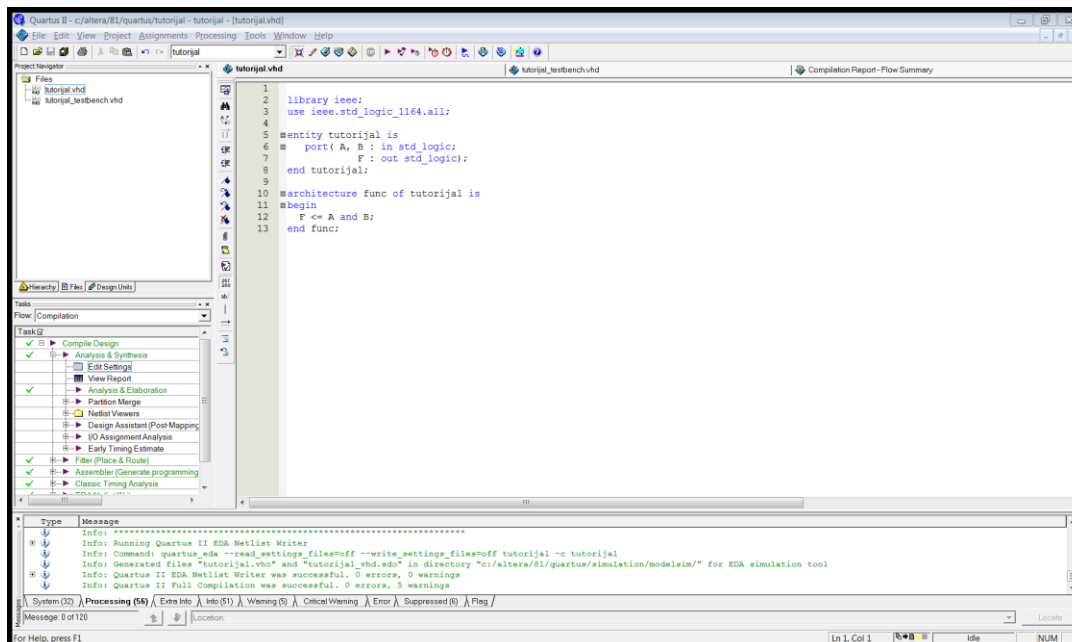 Quartus II - c:/altera/81/quartus/tutorijal - tutorijal - [tutorijal.vhd]
File Edit View Project Assignments Processing Tools Window Help
tutorijal
Project Navigator
Files
tutorijal.vhd
tutorijal_testbench.vhd
Hierarchy Files Design Units
Tasks
Flow: Compilation
Task
Compile Design
Analysis & Synthesis
Edit Settings
View Report
Analysis & Elaboration
Partition Merge
Netlist Viewers
Design Assistant (Post-Mapping
I/O Assignment Analysis
Early Timing Estimate
Fitter (Place & Route)
Assembler (Generate programming
Classic Timing Analysis
tutorijal.vhd tutorijal_testbench.vhd Compilation Report - Flow Summary
1
2 library ieee;
3 use ieee.std_logic_1164.all;
4
5 entity tutorijal is
6 port( A, B : in std_logic;
7 F : out std_logic);
8 end tutorijal;
9
10 architecture func of tutorijal is
11 begin
12 F <= A and B;
13 end func;
267
268
ab/
Type Message
Info: *******************************************************************
Info: Running Quartus II EDA Netlist Writer
Info: Command: quartus_eda --read_settings_files=off --write_settings_files=off tutorijal -c tutorijal
Info: Generated files "tutorijal.vho" and "tutorijal_vhd.sdo" in directory "c:/altera/81/quartus/simulation/modelsim/" for EDA simulation tool
Info: Quartus II EDA Netlist Writer was successful. 0 errors, 0 warnings
Info: Quartus II Full Compilation was successful. 0 errors, 5 warnings
System (32) Processing (56) Extra Info Info (51) Warning (5) Critical Warning Error Suppressed (6) Flag
Messages
Message: 0 of 120 Location: Locate
For Help, press F1 Ln 1, Col 1 Idle NUM